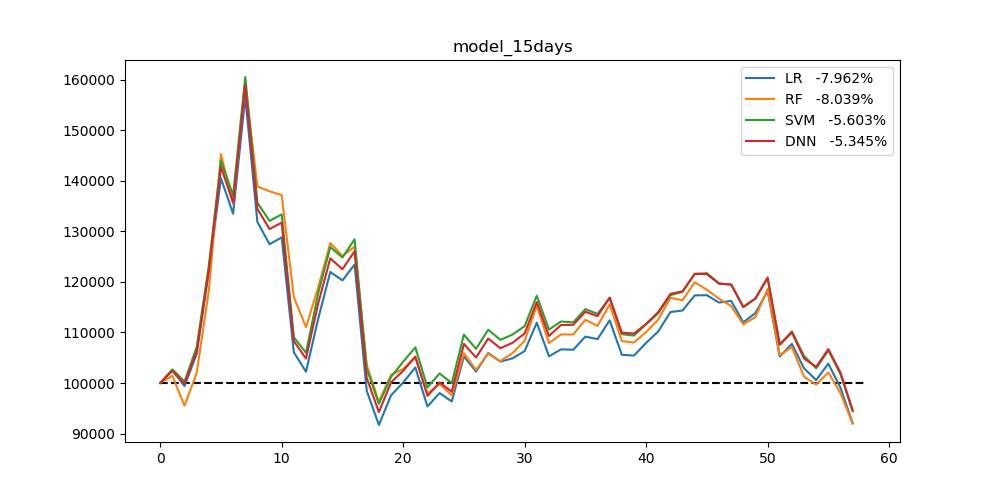 model_15days
160000
150000
140000
130000
120000
110000
100000
90000
0 10 20 30 40 50 60
LR -7.962%
RF -8.039%
SVM -5.603%
DNN -5.345%